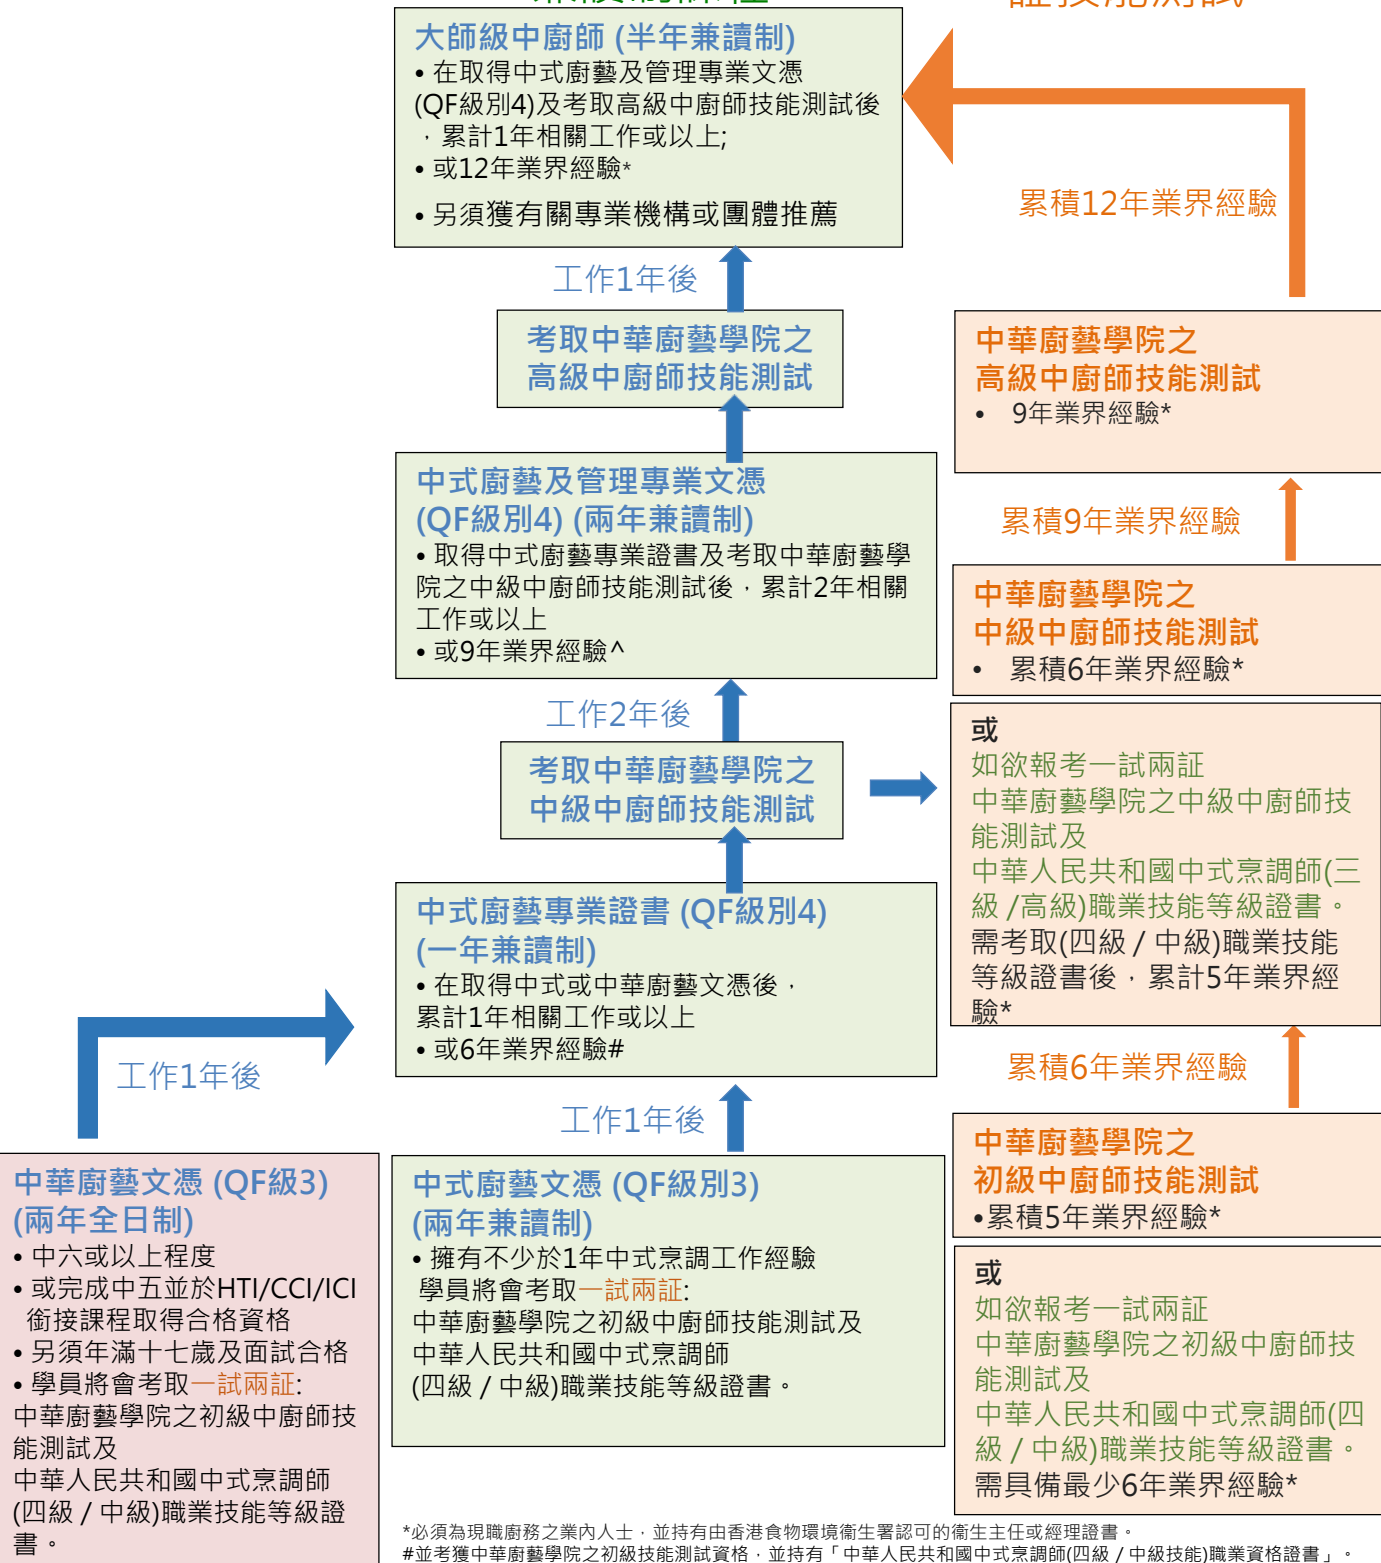 大師級中廚師 (半年兼讀制)
• 在取得中式廚藝及管理專業文憑
(QF級別4)及考取高級中廚師技能測試後
，累計1年相關工作或以上;
• 或12年業界經驗*
• 另須獲有關專業機構或團體推薦
累積12年業界經驗
工作1年後
考取中華廚藝學院之
高級中廚師技能測試
中華廚藝學院之
高級中廚師技能測試
• 9年業界經驗*
中式廚藝及管理專業文憑
(QF級別4) (兩年兼讀制)
• 取得中式廚藝專業證書及考取中華廚藝學
院之中級中廚師技能測試後，累計2年相關
工作或以上
• 或9年業界經驗^
累積9年業界經驗
中華廚藝學院之
中級中廚師技能測試
• 累積6年業界經驗*
工作2年後
考取中華廚藝學院之
中級中廚師技能測試
或
如欲報考一試兩証
中華廚藝學院之中級中廚師技
能測試及
中華人民共和國中式烹調師(三
級 /高級)職業技能等級證書。
需考取(四級 / 中級)職業技能
等級證書後，累計5年業界經
驗*
中式廚藝專業證書 (QF級別4)
(一年兼讀制)
• 在取得中式或中華廚藝文憑後，
累計1年相關工作或以上
• 或6年業界經驗#
工作1年後
工作1年後
累積6年業界經驗
中華廚藝文憑 (QF級3)
(兩年全日制)
• 中六或以上程度
• 或完成中五並於HTI/CCI/ICI
銜接課程取得合格資格
• 另須年滿十七歲及面試合格
• 學員將會考取一試兩証:
中華廚藝學院之初級中廚師技
能測試及
中華人民共和國中式烹調師
(四級 / 中級)職業技能等級證
書。
中式廚藝文憑 (QF級別3)
(兩年兼讀制)
• 擁有不少於1年中式烹調工作經驗
學員將會考取一試兩証:
中華廚藝學院之初級中廚師技能測試及
中華人民共和國中式烹調師
(四級 / 中級)職業技能等級證書。
中華廚藝學院之
初級中廚師技能測試
•累積5年業界經驗*
或
如欲報考一試兩証
中華廚藝學院之初級中廚師技
能測試及
中華人民共和國中式烹調師(四
級 / 中級)職業技能等級證書。
需具備最少6年業界經驗*
*必須為現職廚務之業內人士，並持有由香港食物環境衞生署認可的衞生主任或經理證書。
#並考獲中華廚藝學院之初級技能測試資格，並持有「中華人民共和國中式烹調師(四級 / 中級技能)職業資格證書」。